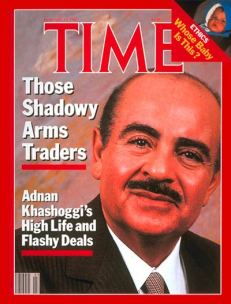 ETHICS
Whose Baby
Is This?
TIME
Those
Shadowy
Arms
Traders
Adnan
Khashoggi's
High Life and
Flashy Deals